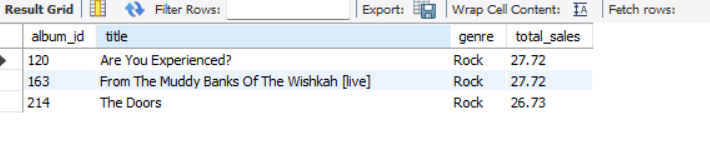 Result Grid Filter Rows: Export: Wrap Cell Content: Fetch rows:
album_id title genre total_sales
120 Are You Experienced? Rock 27.72
163 From The Muddy Banks Of The Wishkah [live] Rock 27.72
214 The Doors Rock 26.73